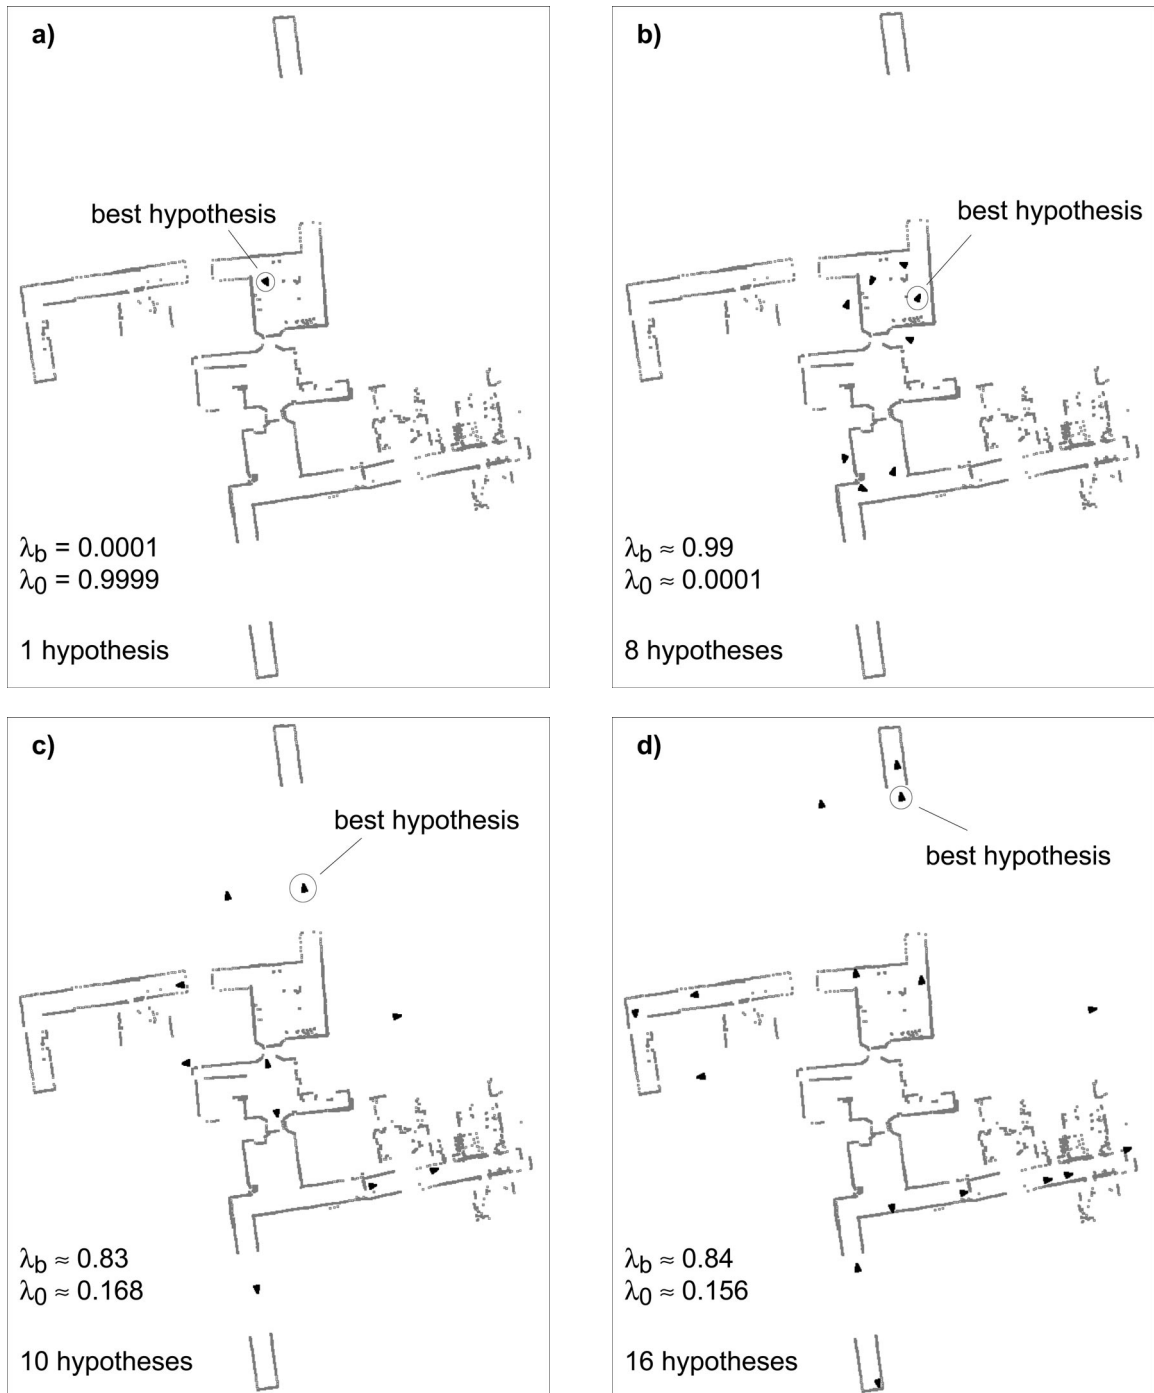 a)
best hypothesis
λb = 0.0001
λ0 = 0.9999
1 hypothesis
b)
best hypothesis
λb ≈ 0.99
λ0 ≈ 0.0001
8 hypotheses
c)
best hypothesis
λb ≈ 0.83
λ0 ≈ 0.168
10 hypotheses
d)
best hypothesis
λb ≈ 0.84
λ0 ≈ 0.156
16 hypotheses